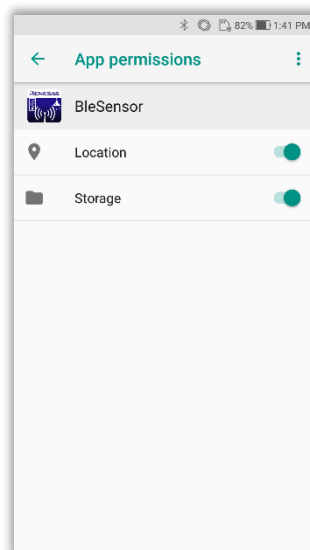 82% 1:41 PM
App permissions
RENESAS
BleSensor
Location
Storage